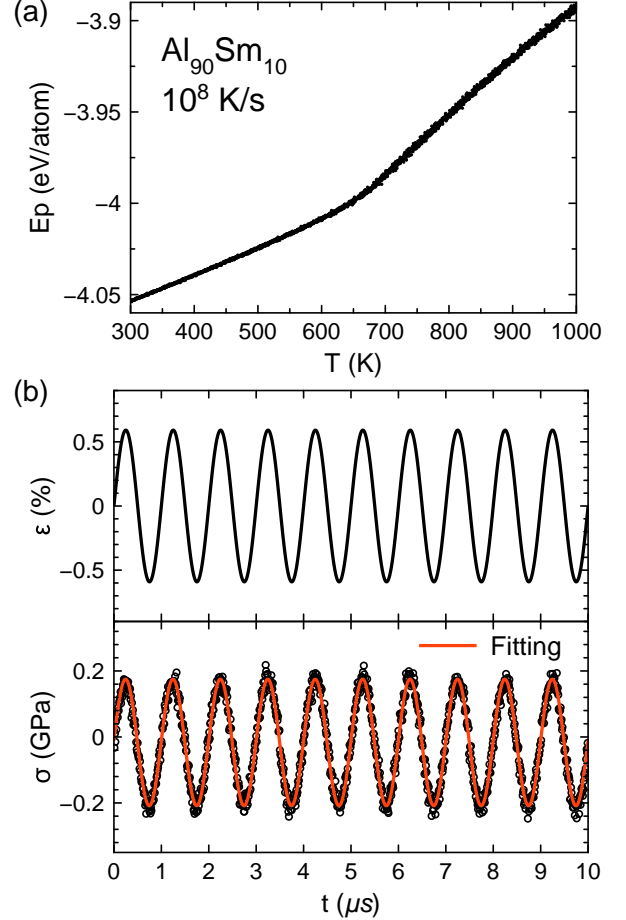 (a)
Al90Sm10
10^8 K/s
−3.9
−3.95
−4
−4.05
Ep (eV/atom)
300 400 500 600 700 800 900 1000
T (K)
(b)
0.5
0
−0.5
ε (%)
Fitting
0.2
0
−0.2
σ (GPa)
0 1 2 3 4 5 6 7 8 9 10
t (μs)